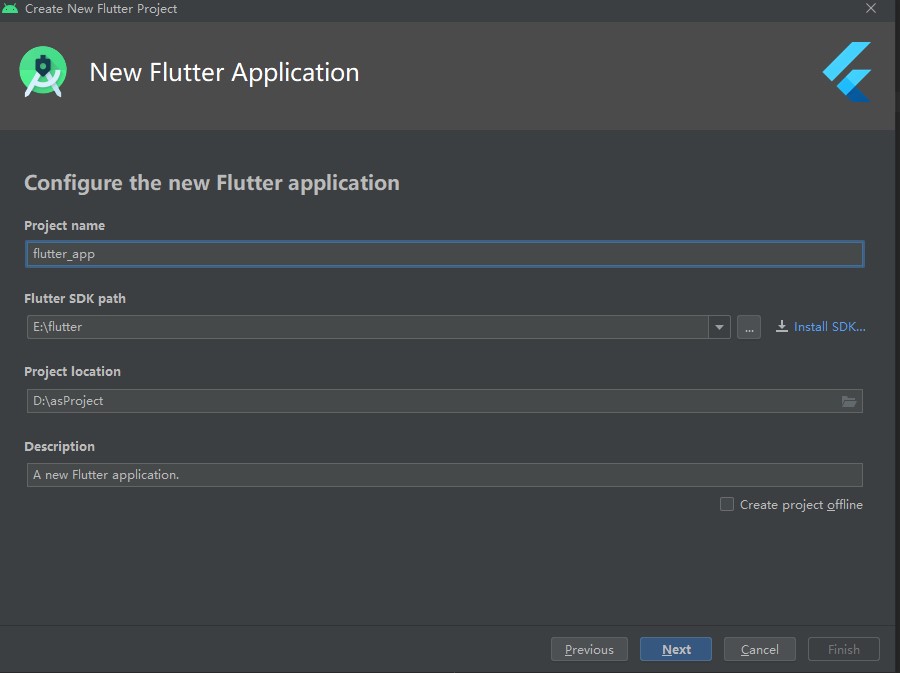 Create New Flutter Project
New Flutter Application
Configure the new Flutter application
Project name
flutter_app
Flutter SDK path
E:\flutter
...
Install SDK...
Project location
D:\asProject
Description
A new Flutter application.
Create project offline
Previous
Next
Cancel
Finish